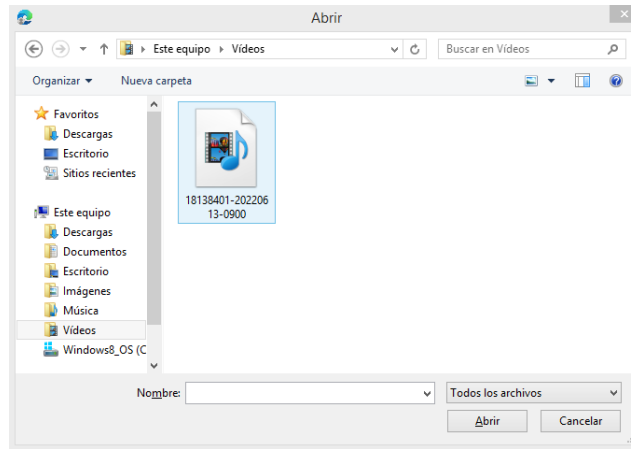 Abrir
Este equipo
Vídeos
Buscar en Vídeos
Organizar
Nueva carpeta
Favoritos
Descargas
Escritorio
Sitios recientes
Este equipo
Descargas
Documentos
Escritorio
Imágenes
Música
Vídeos
Windows8_OS (C
18138401-202206
13-0900
Nombre:
Todos los archivos
Abrir
Cancelar